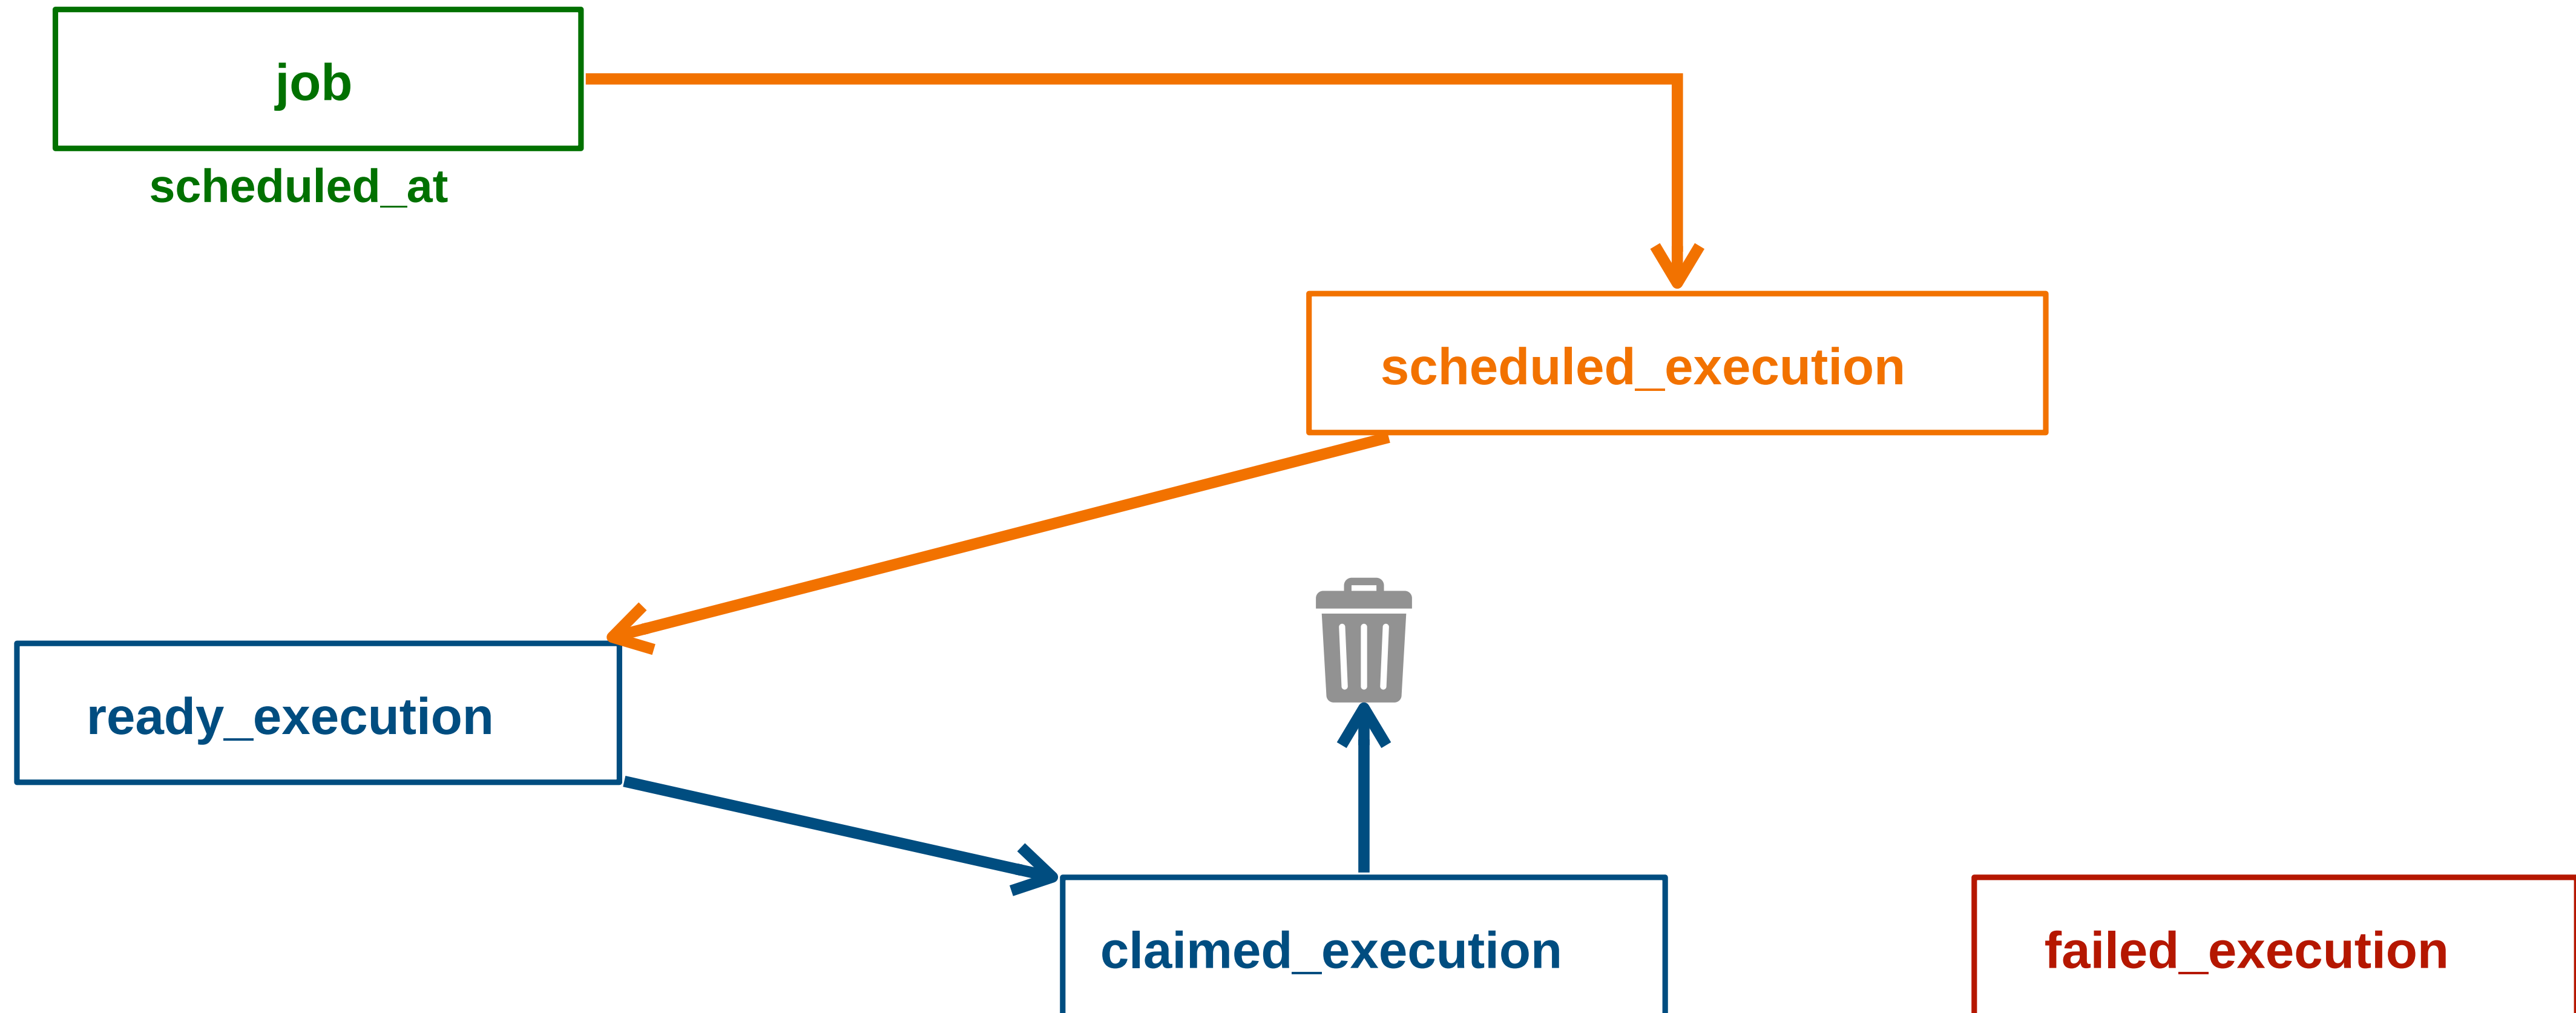 job
scheduled_at
scheduled_execution
ready_execution
claimed_execution
failed_execution